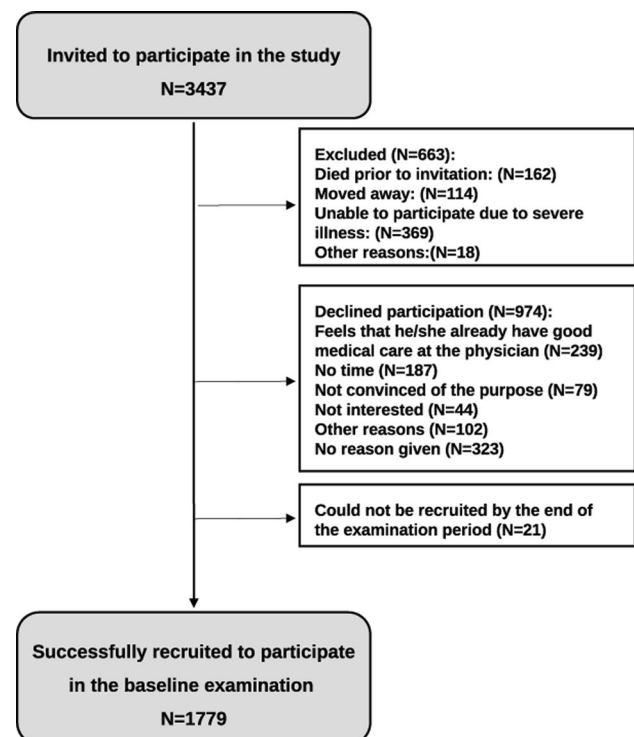 Invited to participate in the study
N=3437
Excluded (N=663):
Died prior to invitation: (N=162)
Moved away: (N=114)
Unable to participate due to severe
illness: (N=369)
Other reasons:(N=18)
Declined participation (N=974):
Feels that he/she already have good
medical care at the physician (N=239)
No time (N=187)
Not convinced of the purpose (N=79)
Not interested (N=44)
Other reasons (N=102)
No reason given (N=323)
Could not be recruited by the end of
the examination period (N=21)
Successfully recruited to participate
in the baseline examination
N=1779